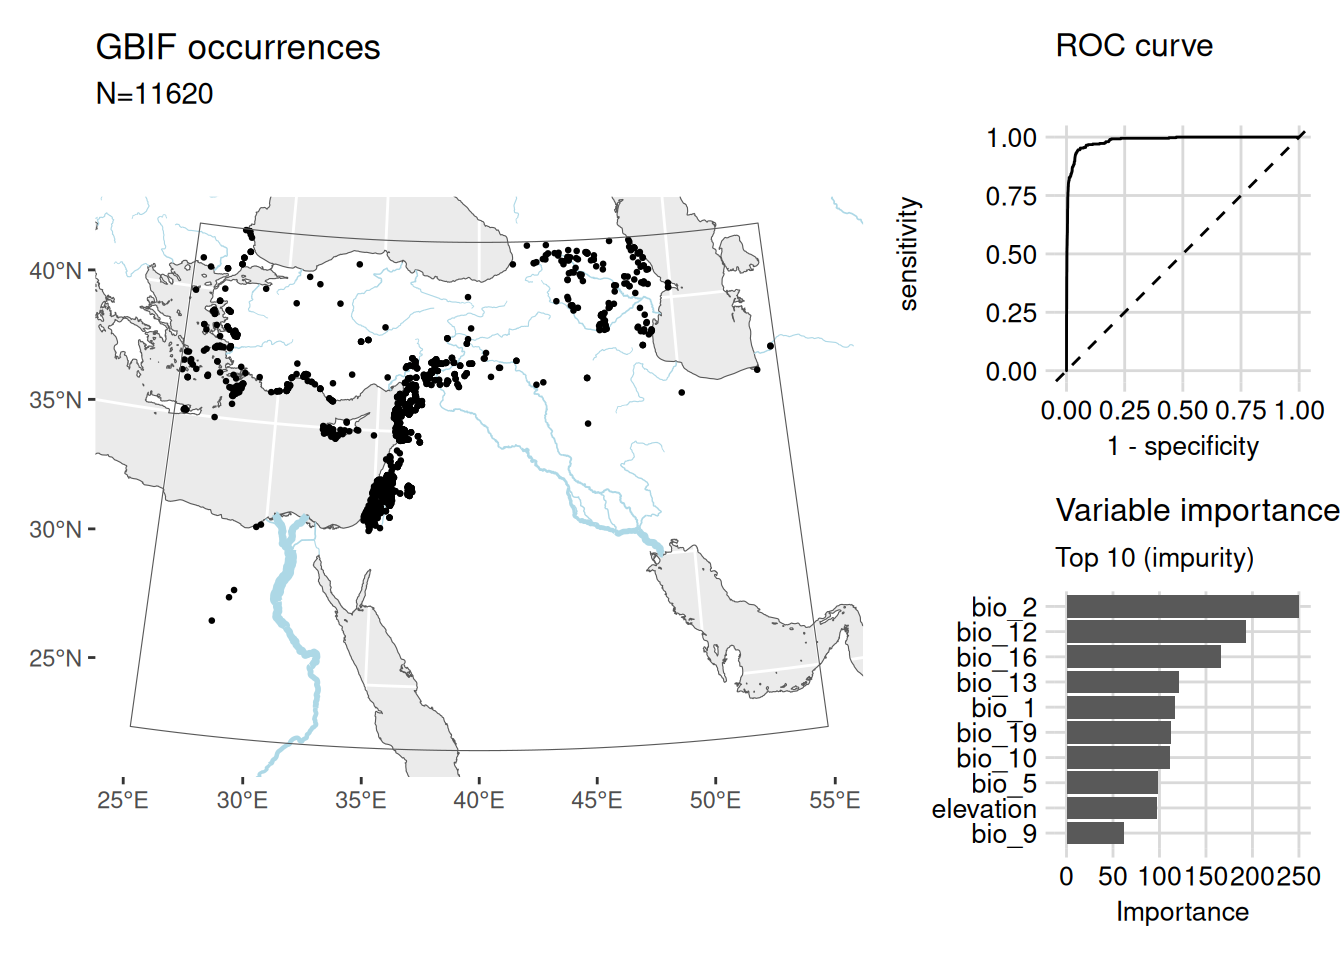 GBIF occurrences
N=11620
40°N
35°N
30°N
25°N
25°E 30°E 35°E 40°E 45°E 50°E 55°E
ROC curve
sensitivity
1.00
0.75
0.50
0.25
0.00
0.00 0.25 0.50 0.75 1.00
1 - specificity
Variable importance
Top 10 (impurity)
bio_2
bio_12
bio_16
bio_13
bio_1
bio_19
bio_10
bio_5
elevation
bio_9
0 50 100 150 200 250
Importance